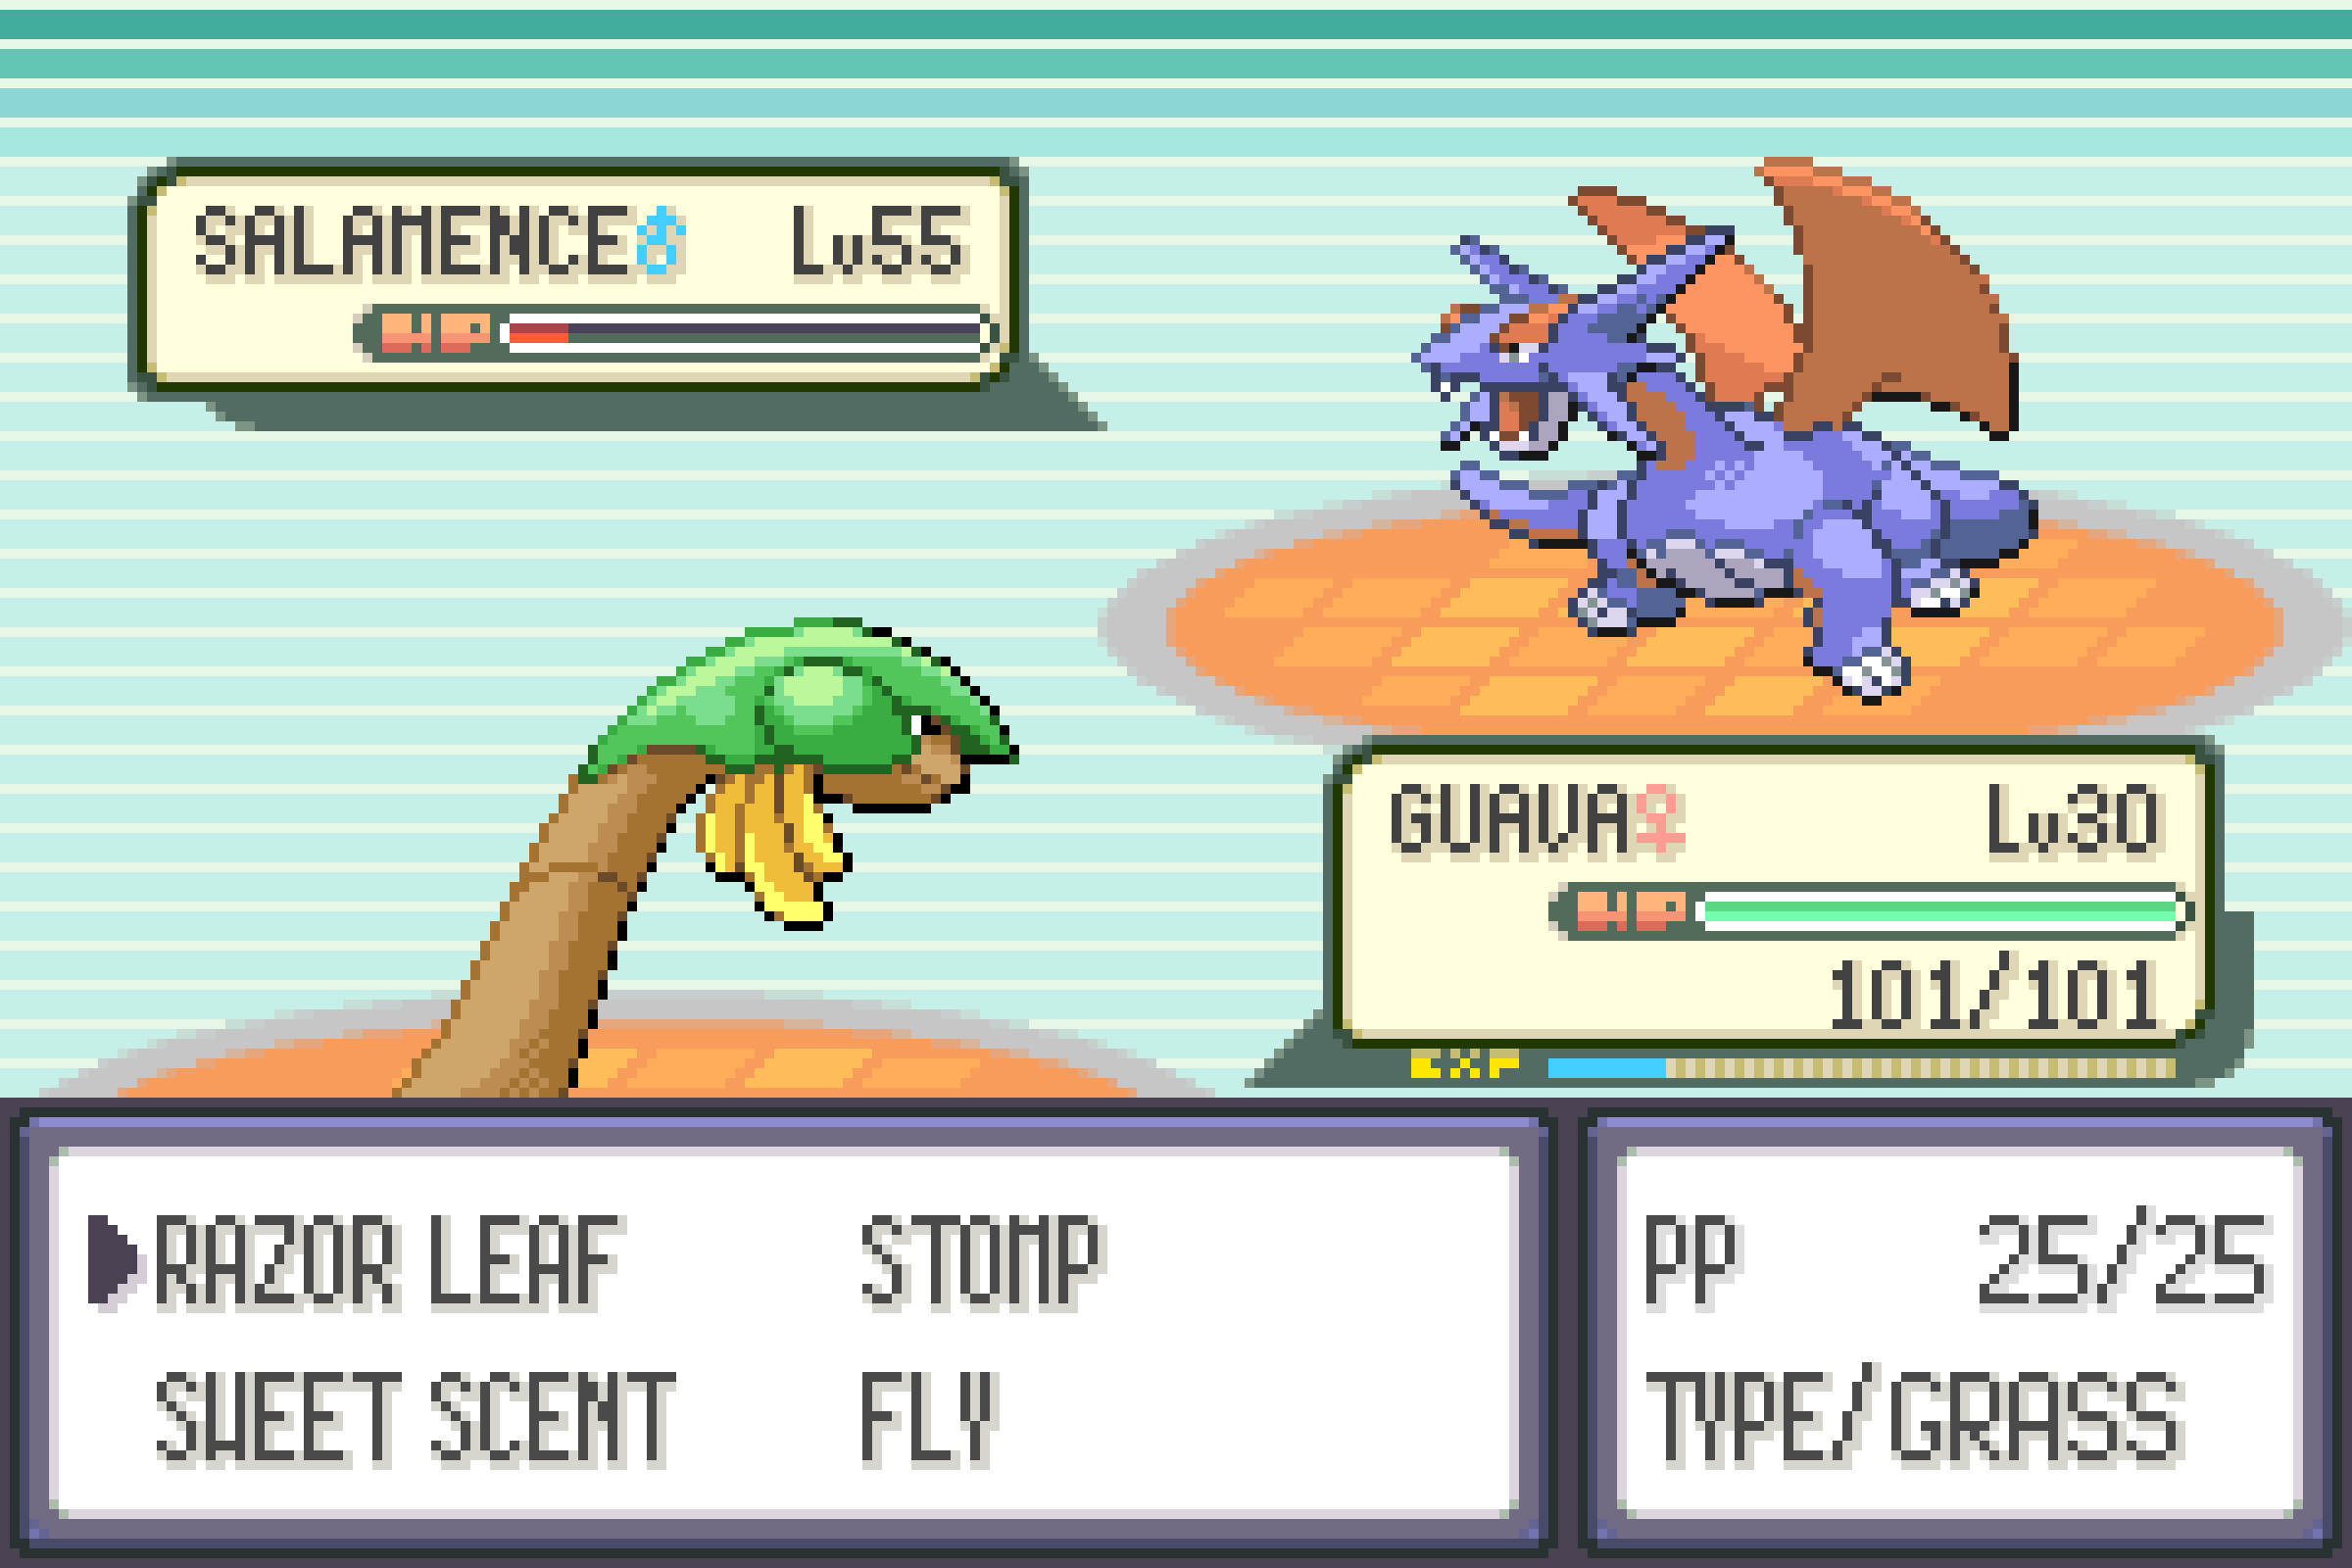 SALAMENCE♂ Lv55
HP
GUAVA♀ Lv30
HP
101/101
EXP
RAZOR LEAF STOMP
SWEET SCENT FLY
PP 25/25
TYPE/GRASS